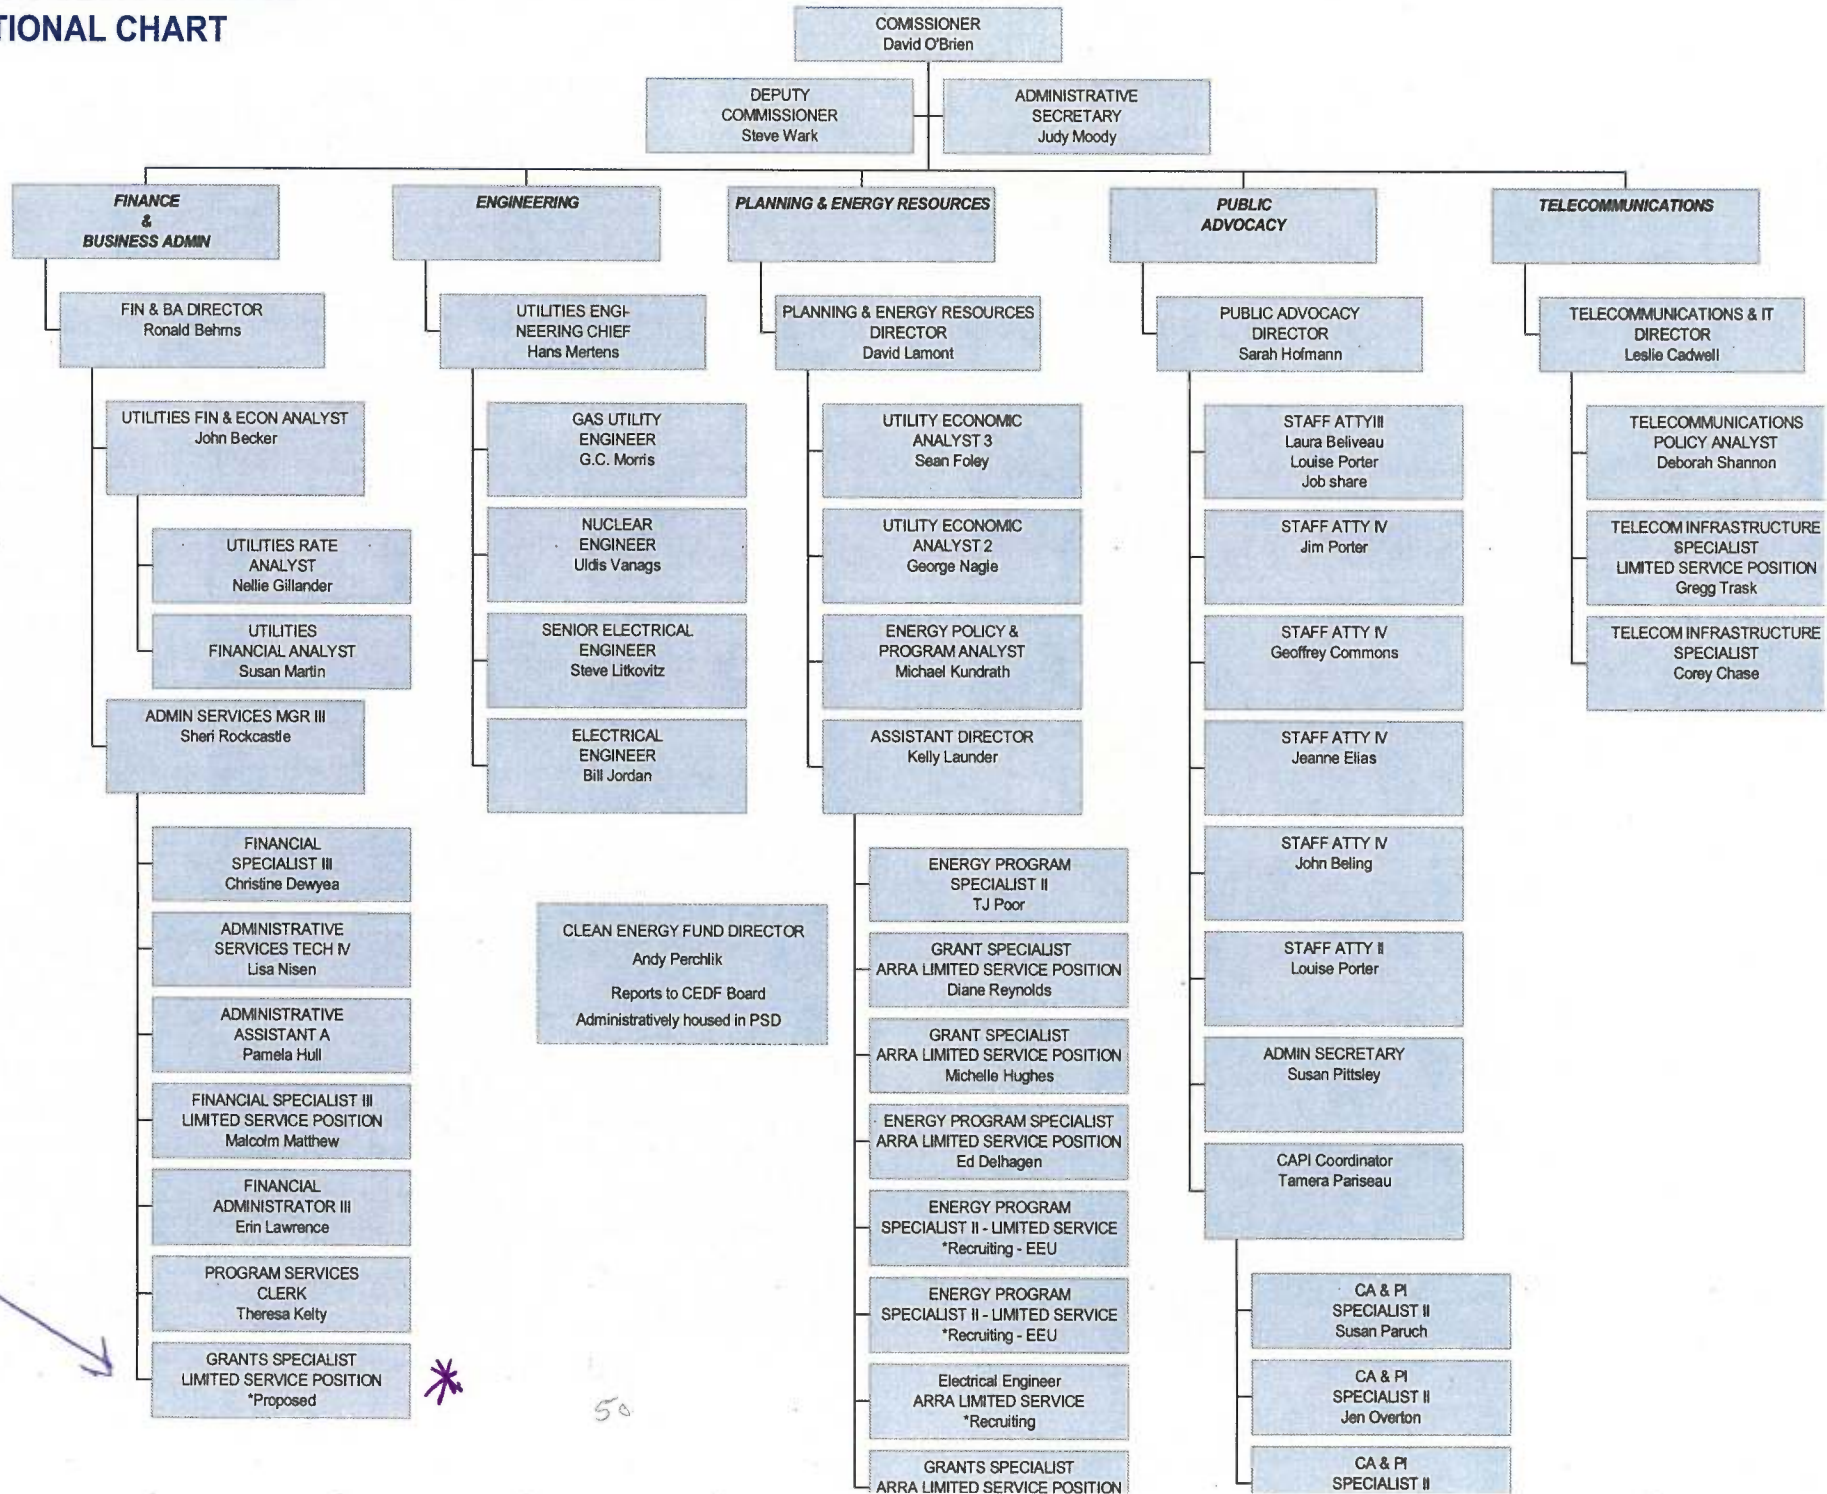 TIONAL CHART
COMISSIONER
David O'Brien
DEPUTY
COMMISSIONER
Steve Wark
ADMINISTRATIVE
SECRETARY
Judy Moody
FINANCE
&
BUSINESS ADMIN
FIN & BA DIRECTOR
Ronald Behrns
UTILITIES FIN & ECON ANALYST
John Becker
UTILITIES RATE
ANALYST
Nellie Gillander
UTILITIES
FINANCIAL ANALYST
Susan Martin
ADMIN SERVICES MGR III
Sheri Rockcastle
FINANCIAL
SPECIALIST III
Christine Dewyea
ADMINISTRATIVE
SERVICES TECH IV
Lisa Nisen
ADMINISTRATIVE
ASSISTANT A
Pamela Hull
FINANCIAL SPECIALIST III
LIMITED SERVICE POSITION
Malcolm Matthew
FINANCIAL
ADMINISTRATOR III
Erin Lawrence
PROGRAM SERVICES
CLERK
Theresa Kelty
GRANTS SPECIALIST
LIMITED SERVICE POSITION
*Proposed
ENGINEERING
UTILITIES ENGI-
NEERING CHIEF
Hans Mertens
GAS UTILITY
ENGINEER
G.C. Morris
NUCLEAR
ENGINEER
Uldis Vanags
SENIOR ELECTRICAL
ENGINEER
Steve Litkovitz
ELECTRICAL
ENGINEER
Bill Jordan
CLEAN ENERGY FUND DIRECTOR
Andy Perchlik
Reports to CEDF Board
Administratively housed in PSD
50
PLANNING & ENERGY RESOURCES
PLANNING & ENERGY RESOURCES
DIRECTOR
David Lamont
UTILITY ECONOMIC
ANALYST 3
Sean Foley
UTILITY ECONOMIC
ANALYST 2
George Nagle
ENERGY POLICY &
PROGRAM ANALYST
Michael Kundrath
ASSISTANT DIRECTOR
Kelly Launder
ENERGY PROGRAM
SPECIALIST II
TJ Poor
GRANT SPECIALIST
ARRA LIMITED SERVICE POSITION
Diane Reynolds
GRANT SPECIALIST
ARRA LIMITED SERVICE POSITION
Michelle Hughes
ENERGY PROGRAM SPECIALIST
ARRA LIMITED SERVICE POSITION
Ed Delhagen
ENERGY PROGRAM
SPECIALIST II - LIMITED SERVICE
*Recruiting - EEU
ENERGY PROGRAM
SPECIALIST II - LIMITED SERVICE
*Recruiting - EEU
Electrical Engineer
ARRA LIMITED SERVICE
*Recruiting
GRANTS SPECIALIST
ARRA LIMITED SERVICE POSITION
PUBLIC
ADVOCACY
PUBLIC ADVOCACY
DIRECTOR
Sarah Hofmann
STAFF ATTYIII
Laura Beliveau
Louise Porter
Job share
STAFF ATTY IV
Jim Porter
STAFF ATTY IV
Geoffrey Commons
STAFF ATTY IV
Jeanne Elias
STAFF ATTY IV
John Beling
STAFF ATTY II
Louise Porter
ADMIN SECRETARY
Susan Pittsley
CAPI Coordinator
Tamera Pariseau
CA & PI
SPECIALIST II
Susan Paruch
CA & PI
SPECIALIST II
Jen Overton
CA & PI
SPECIALIST II
TELECOMMUNICATIONS
TELECOMMUNICATIONS & IT
DIRECTOR
Leslie Cadwell
TELECOMMUNICATIONS
POLICY ANALYST
Deborah Shannon
TELECOM INFRASTRUCTURE
SPECIALIST
LIMITED SERVICE POSITION
Gregg Trask
TELECOM INFRASTRUCTURE
SPECIALIST
Corey Chase